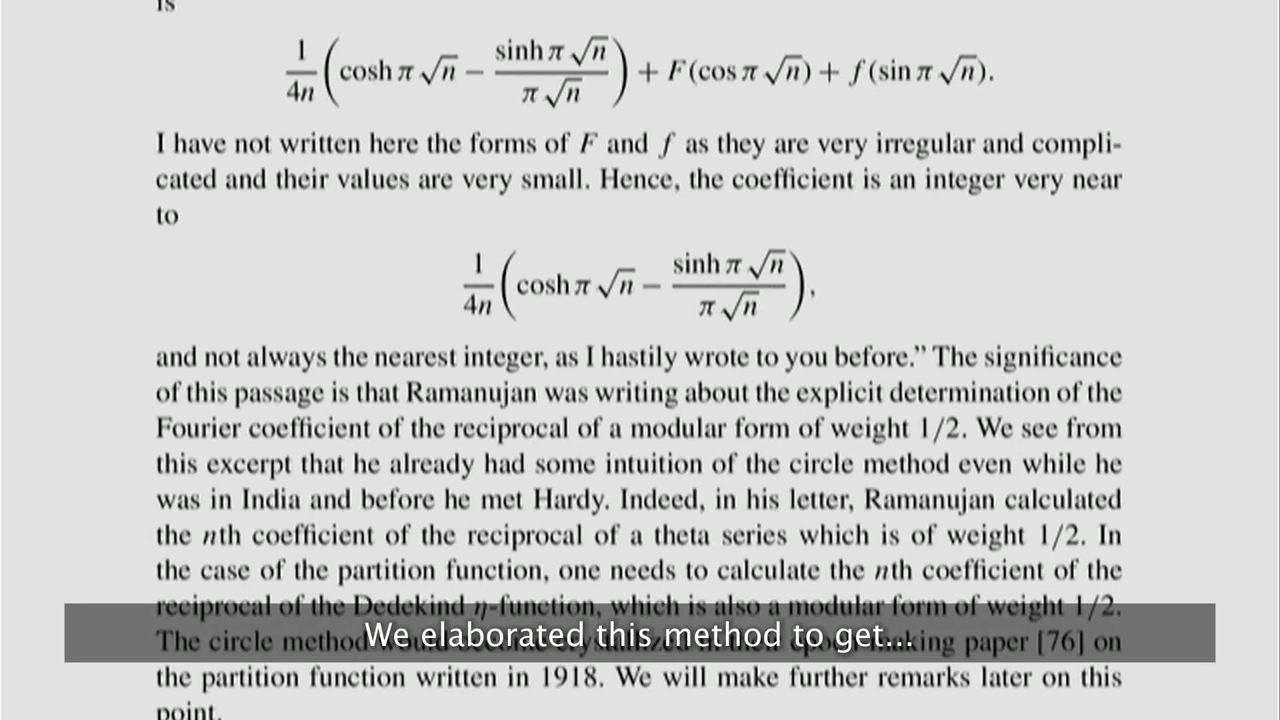 is
1/4n (cosh π √n − sinh π √n / π √n) + F(cos π √n) + f(sin π √n).
I have not written here the forms of F and f as they are very irregular and compli-
cated and their values are very small. Hence, the coefficient is an integer very near
to
1/4n (cosh π √n − sinh π √n / π √n),
and not always the nearest integer, as I hastily wrote to you before.” The significance
of this passage is that Ramanujan was writing about the explicit determination of the
Fourier coefficient of the reciprocal of a modular form of weight 1/2. We see from
this excerpt that he already had some intuition of the circle method even while he
was in India and before he met Hardy. Indeed, in his letter, Ramanujan calculated
the nth coefficient of the reciprocal of a theta series which is of weight 1/2. In
the case of the partition function, one needs to calculate the nth coefficient of the
reciprocal of the Dedekind η-function, which is also a modular form of weight 1/2.
The circle method paper [76] on
We elaborated this method to get...
the partition function written in 1918. We will make further remarks later on this
point.